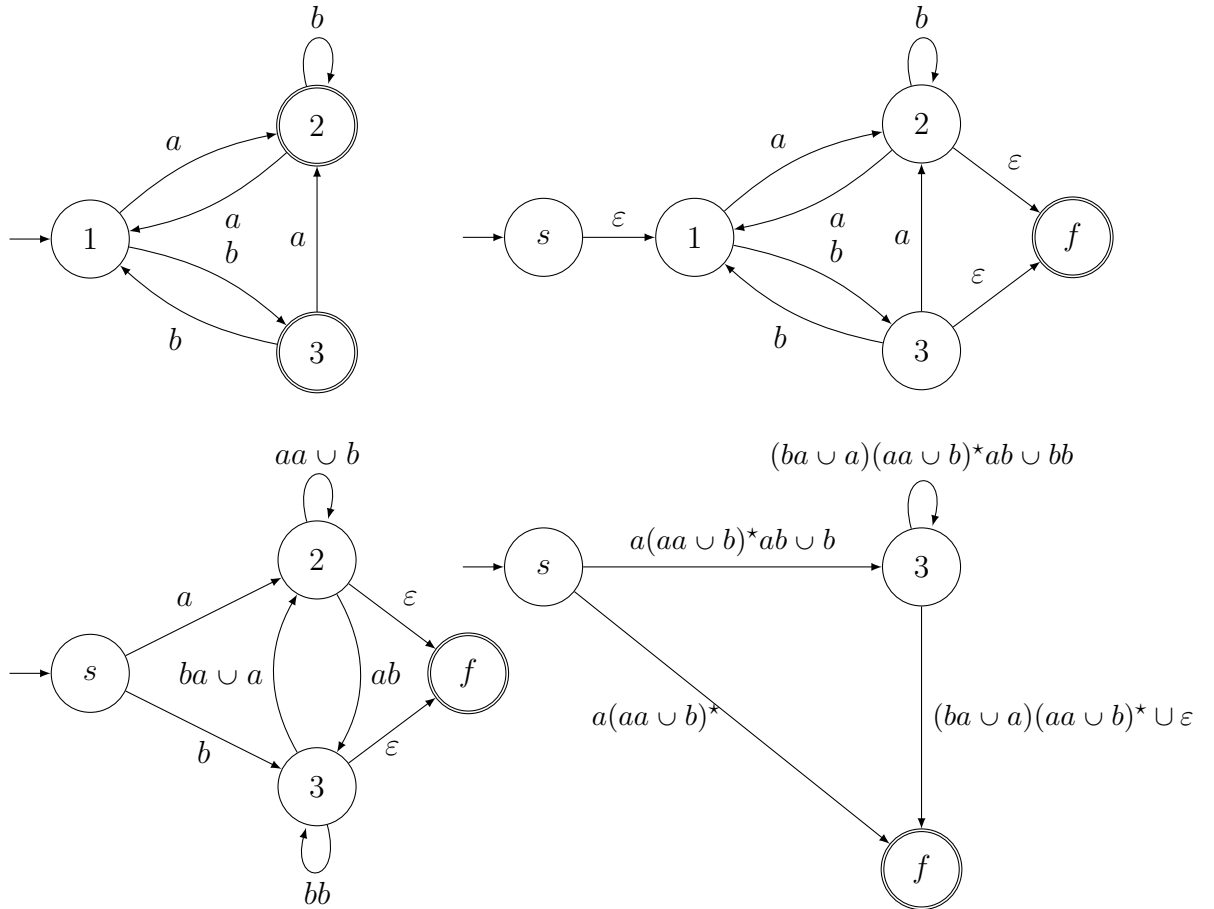 b
2
a
a
1
a
b
b
3
b
2
a
ε
s
ε
1
a
a
f
b
ε
b
3
aa ∪ b
2
a
ε
s
ba ∪ a
ab
f
b
ε
3
bb
(ba ∪ a)(aa ∪ b)*ab ∪ bb
a(aa ∪ b)*ab ∪ b
s
3
a(aa ∪ b)*
(ba ∪ a)(aa ∪ b)* ∪ ε
f